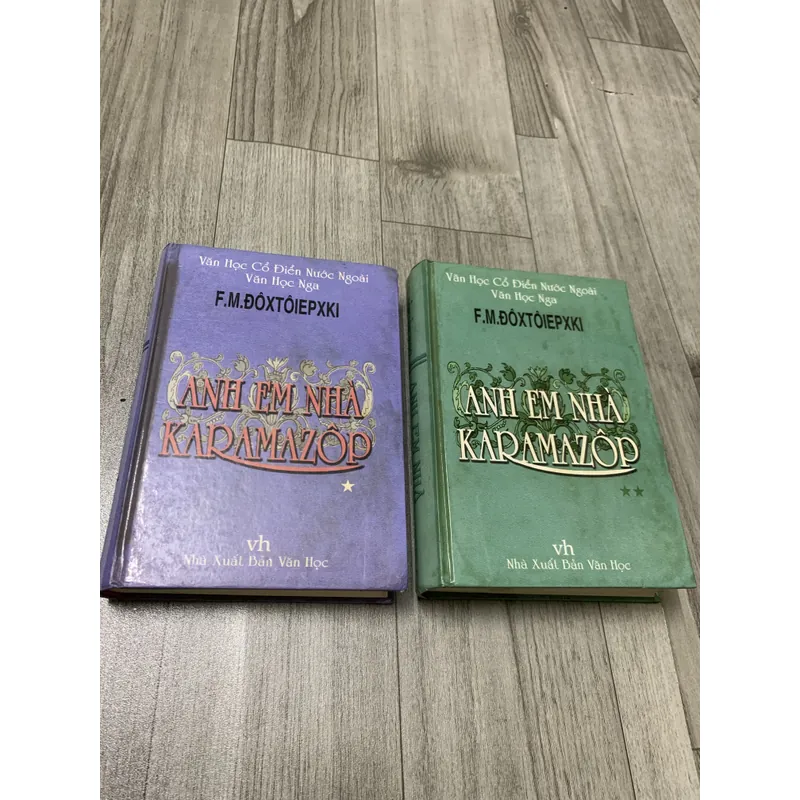 Văn Học Cổ Điển Nước Ngoài
Văn Học Nga
F.M.ĐÔXTÔIEPXKI
ANH EM NHÀ
KARAMAZÔP
★
vh
Nhà Xuất Bản Văn Học
Văn Học Cổ Điển Nước Ngoài
Văn Học Nga
F.M.ĐÔXTÔIEPXKI
ANH EM NHÀ
KARAMAZÔP
★★
vh
Nhà Xuất Bản Văn Học